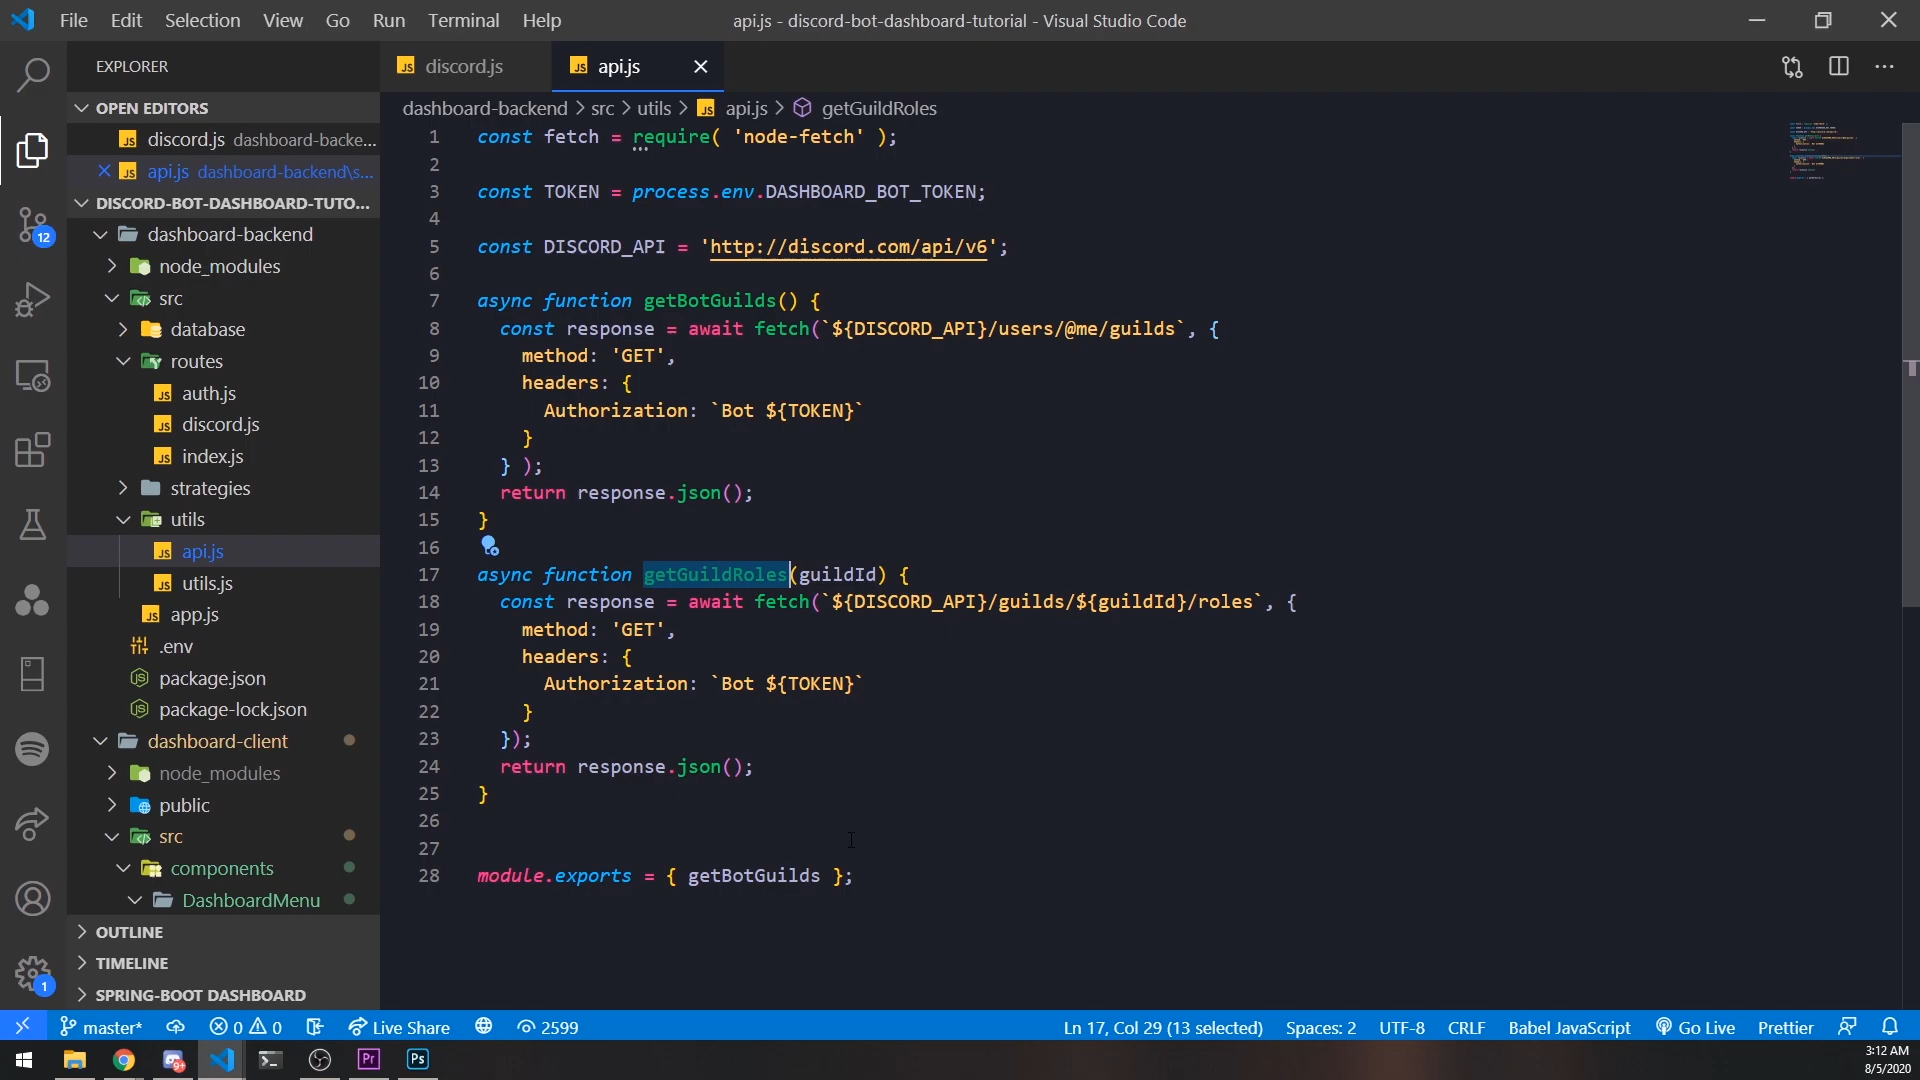 File Edit Selection View Go Run Terminal Help
api.js - discord-bot-dashboard-tutorial - Visual Studio Code
EXPLORER
OPEN EDITORS
discord.js dashboard-backe...
api.js dashboard-backend\s...
DISCORD-BOT-DASHBOARD-TUTO...
dashboard-backend
node_modules
src
database
routes
auth.js
discord.js
index.js
strategies
utils
api.js
utils.js
app.js
.env
package.json
package-lock.json
dashboard-client
node_modules
public
src
components
DashboardMenu
OUTLINE
TIMELINE
SPRING-BOOT DASHBOARD
12
1
discord.js
api.js
dashboard-backend > src > utils > api.js > getGuildRoles
1 const fetch = require( 'node-fetch' );
2
3 const TOKEN = process.env.DASHBOARD_BOT_TOKEN;
4
5 const DISCORD_API = 'http://discord.com/api/v6';
6
7 async function getBotGuilds() {
8 const response = await fetch(`${DISCORD_API}/users/@me/guilds`, {
9 method: 'GET',
10 headers: {
11 Authorization: `Bot ${TOKEN}`
12 }
13 } );
14 return response.json();
15 }
16
17 async function getGuildRoles(guildId) {
18 const response = await fetch(`${DISCORD_API}/guilds/${guildId}/roles`, {
19 method: 'GET',
20 headers: {
21 Authorization: `Bot ${TOKEN}`
22 }
23 });
24 return response.json();
25 }
26
27
28 module.exports = { getBotGuilds };
master* 0 0 Live Share 2599 Ln 17, Col 29 (13 selected) Spaces: 2 UTF-8 CRLF Babel JavaScript Go Live Prettier
9+
Pr
Ps
3:12 AM
8/5/2020